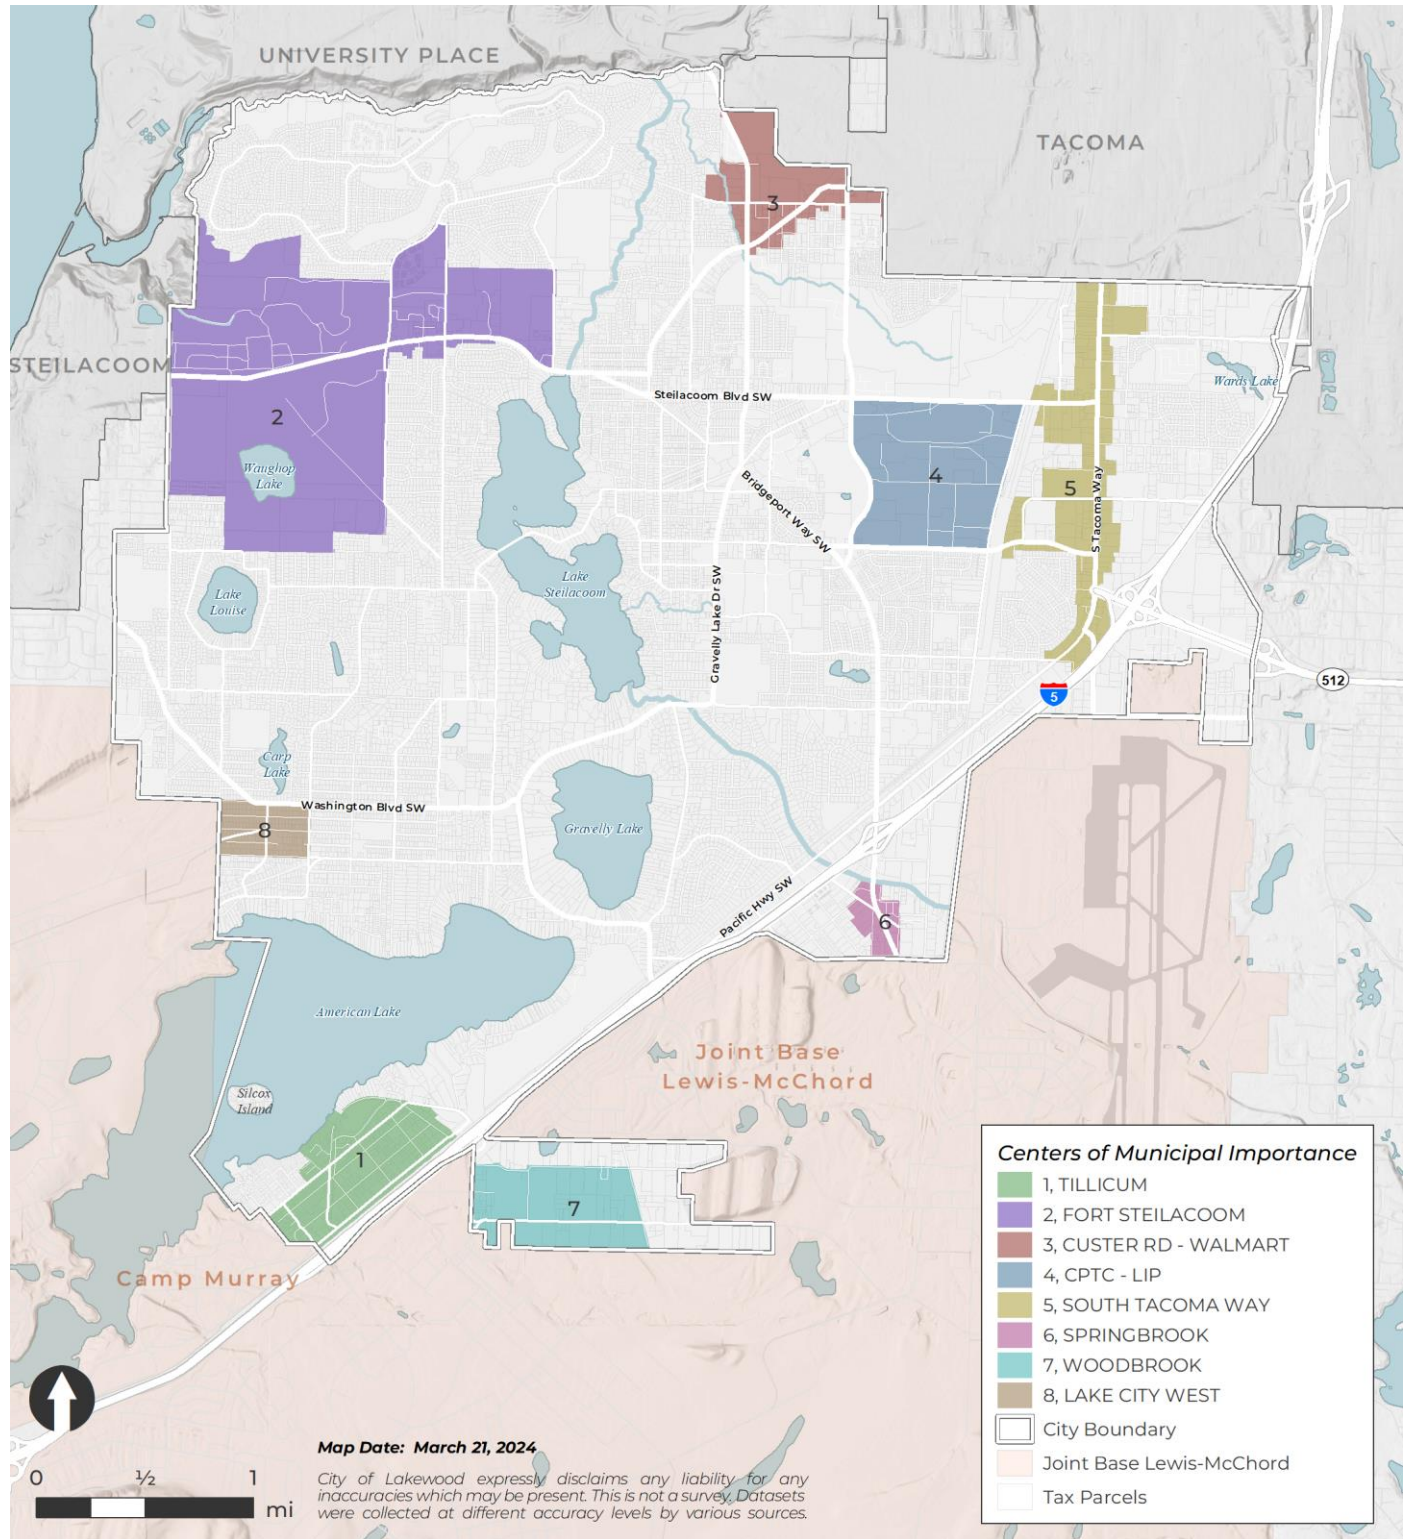 UNIVERSITY PLACE
TACOMA
3
STEILACOOM
Wards Lake
Steilacoom Blvd SW
2
Waughop
Lake
4
5
Bridgeport Way SW
S Tacoma Way
Lake
Steilacoom
Lake
Louise
Gravelly Lake Dr SW
512
5
Carp
Lake
Washington Blvd SW
8
Gravelly Lake
Pacific Hwy SW
6
American Lake
Joint Base
Lewis-McChord
Silcox
Island
1
7
Camp Murray
Centers of Municipal Importance
1, TILLICUM
2, FORT STEILACOOM
3, CUSTER RD - WALMART
4, CPTC - LIP
5, SOUTH TACOMA WAY
6, SPRINGBROOK
7, WOODBROOK
8, LAKE CITY WEST
City Boundary
Joint Base Lewis-McChord
Tax Parcels
Map Date: March 21, 2024
City of Lakewood expressly disclaims any liability for any
inaccuracies which may be present. This is not a survey. Datasets
were collected at different accuracy levels by various sources.
0 ½ 1
mi